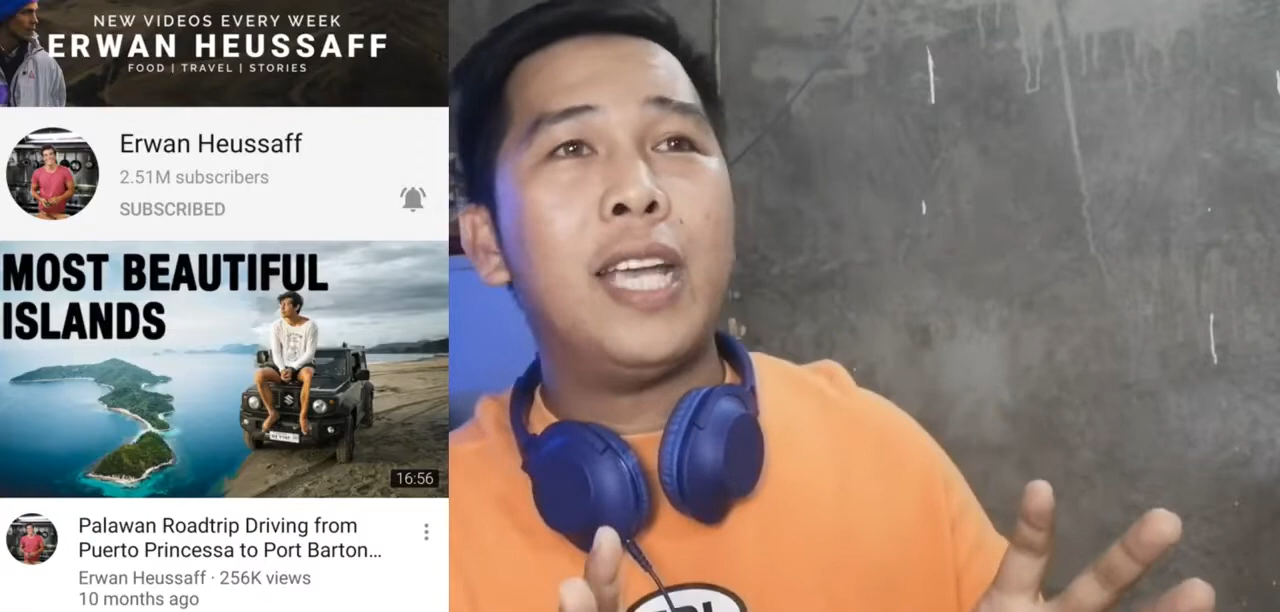 NEW VIDEOS EVERY WEEK
ERWAN HEUSSAFF
FOOD | TRAVEL | STORIES
Erwan Heussaff
2.51M subscribers
SUBSCRIBED
MOST BEAUTIFUL
ISLANDS
16:56
Palawan Roadtrip Driving from
Puerto Princessa to Port Barton...
Erwan Heussaff · 256K views
10 months ago